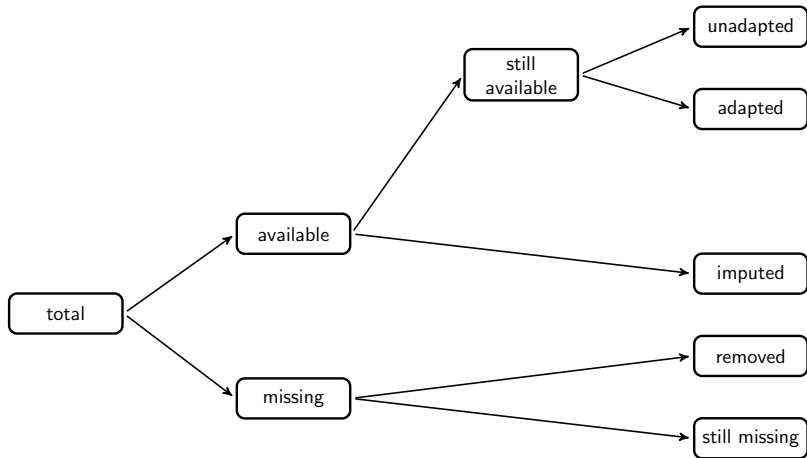 unadapted
still
available
adapted
available
imputed
total
removed
missing
still missing